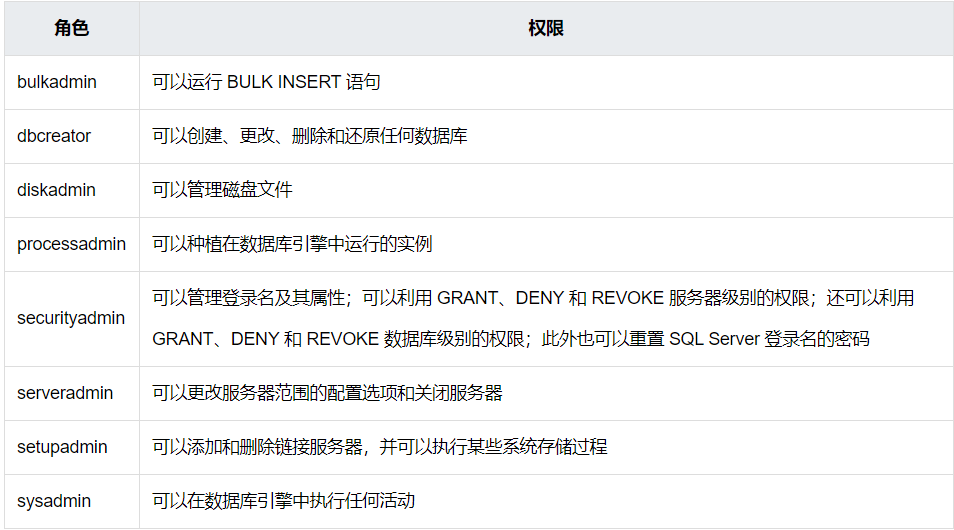 角色 权限
bulkadmin 可以运行 BULK INSERT 语句
dbcreator 可以创建、更改、删除和还原任何数据库
diskadmin 可以管理磁盘文件
processadmin 可以种植在数据库引擎中运行的实例
securityadmin 可以管理登录名及其属性；可以利用 GRANT、DENY 和 REVOKE 服务器级别的权限；还可以利用
GRANT、DENY 和 REVOKE 数据库级别的权限；此外也可以重置 SQL Server 登录名的密码
serveradmin 可以更改服务器范围的配置选项和关闭服务器
setupadmin 可以添加和删除链接服务器，并可以执行某些系统存储过程
sysadmin 可以在数据库引擎中执行任何活动